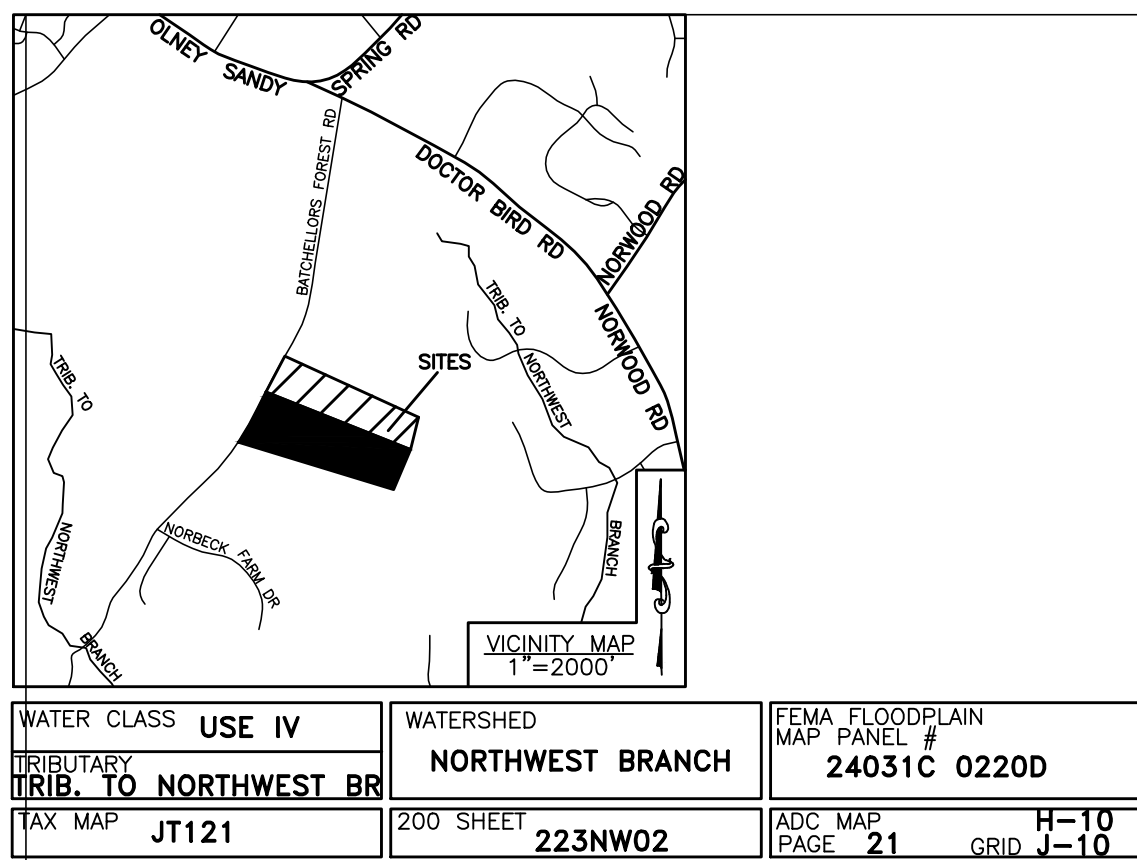 OLNEY SANDY SPRING RD
BATCHELLORS FOREST RD
DOCTOR BIRD RD
NORWOOD RD
NORWOOD RD
TRIB. TO NORTHWEST BRANCH
SITES
TRIB. TO NORTHWEST BRANCH
NORBECK FARM DR
VICINITY MAP
1"=2000'
WATER CLASS USE IV
TRIBUTARY
TRIB. TO NORTHWEST BR
WATERSHED
NORTHWEST BRANCH
FEMA FLOODPLAIN
MAP PANEL #
24031C 0220D
TAX MAP JT121
200 SHEET 223NW02
ADC MAP H-10
PAGE 21 GRID J-10